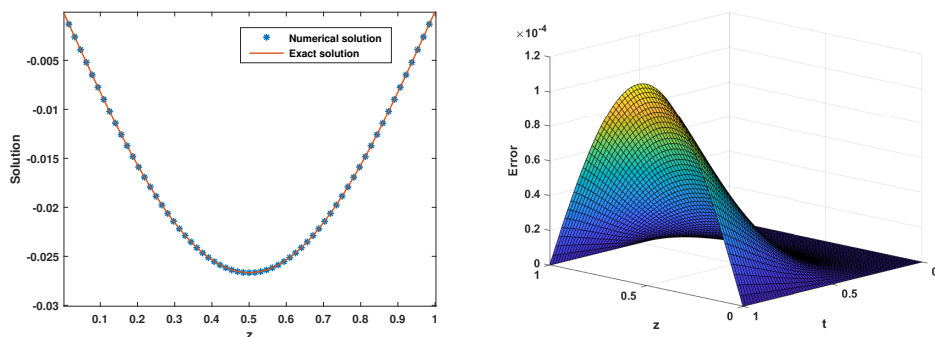 Numerical solution
Exact solution
Solution
-0.005
-0.01
-0.015
-0.02
-0.025
-0.03
0.1 0.2 0.3 0.4 0.5 0.6 0.7 0.8 0.9 1
z
×10-4
1.2
1
0.8
0.6
0.4
0.2
0
Error
1
0.5
0
z
1
0.5
0
t